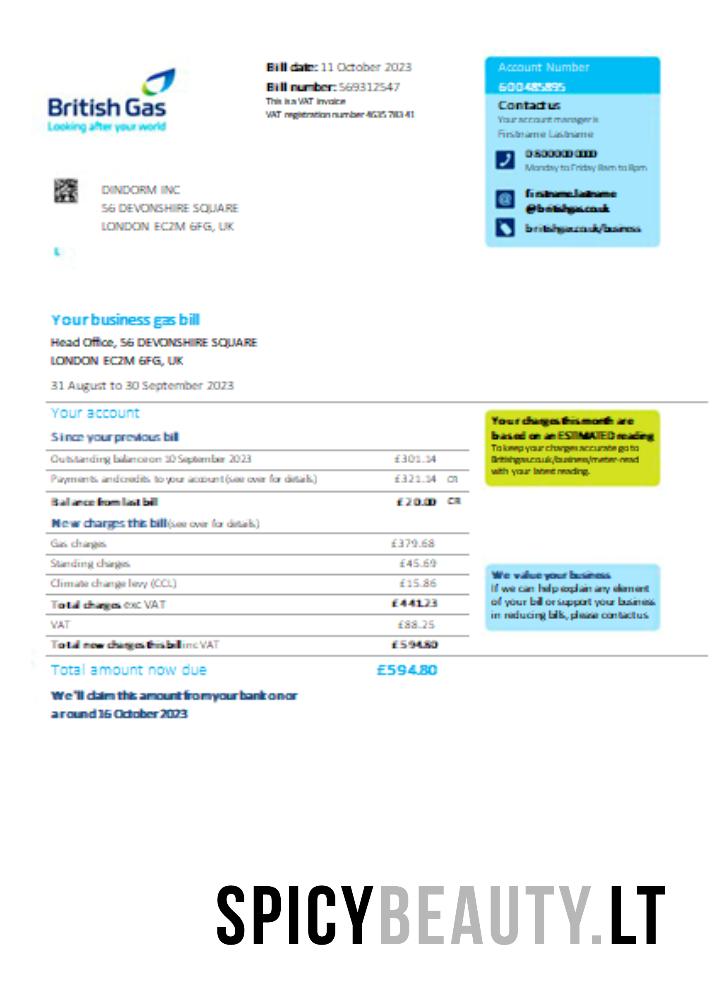 British Gas
Looking after your world
Bill date: 11 October 2023
Bill number: 569312547
This is a VAT invoice
VAT registration number 4635 783 41
Account Number
600485895
Contact us
Your account manager is
Firstname Lastname
0800 000 0000
Monday to Friday 8am to 8pm
firstname.lastname
@britishgas.co.uk
britishgas.co.uk/business
DINDORM INC
56 DEVONSHIRE SQUARE
LONDON EC2M 6FG, UK
Your business gas bill
Head Office, 56 DEVONSHIRE SQUARE
LONDON EC2M 6FG, UK
31 August to 30 September 2023
Your account
Since your previous bill
Outstanding balance on 10 September 2023 £301.14
Payments and credits to your account (see over for details) £321.14 CR
Balance from last bill £20.00 CR
New charges this bill (see over for details)
Gas charges £379.68
Standing charges £45.69
Climate change levy (CCL) £15.86
Total charges exc VAT £441.23
VAT £88.25
Total new charges this bill inc VAT £594.80
Total amount now due £594.80
We'll claim this amount from your bank on or
around 16 October 2023
Your charges this month are
based on an ESTIMATED reading
To keep your charges accurate go to
Britishgas.co.uk/business/meter-read
with your latest reading.
We value your business
If we can help explain any element
of your bill or support your business
in reducing bills, please contact us
SPICYBEAUTY.LT